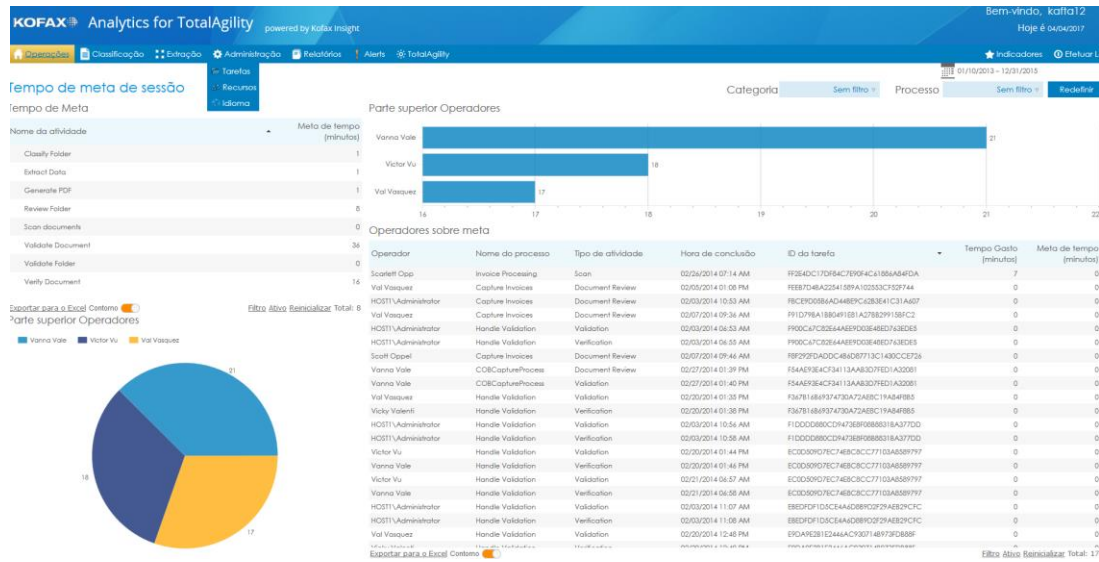 KOFAX Analytics for TotalAgility powered by Kofax Insight
Bem-vindo, kafta12
Hoje é 04/04/2017
Operações Classificação Extração Administração Relatórios Alerts TotalAgility
Indicadores Efetuar L
Tarefas
Recursos
Idioma
01/10/2013 – 12/31/2015
Tempo de meta de sessão
Categoria Sem filtro Processo Sem filtro Redefinir
Tempo de Meta
Nome da atividade Meta de tempo (minutos)
Classify Folder 1
Extract Data 1
Generate PDF 1
Review Folder 8
Scan documents 0
Validate Document 36
Validate Folder 0
Verify Document 16
Exportar para o Excel Contorno Filtro Ativo Reinicializar Total: 8
Parte superior Operadores
Vanna Vale 21
Victor Vu 18
Val Vasquez 17
16 17 18 19 20 21 22
Parte superior Operadores
Vanna Vale Victor Vu Val Vasquez
21
18
17
Operadores sobre meta
Operador Nome do processo Tipo de atividade Hora de conclusão ID da tarefa Tempo Gasto (minutos) Meta de tempo (minutos)
Scarlett Opp Invoice Processing Scan 02/26/2014 07:14 AM 7 0
Val Vasquez Capture Invoices Document Review 02/05/2014 01:08 PM 0 0
HOST1\Administrator Capture Invoices Document Review 02/03/2014 10:53 AM 0 0
Val Vasquez Capture Invoices Document Review 02/07/2014 09:36 AM 0 0
HOST1\Administrator Handle Validation Validation 02/03/2014 06:53 AM 0 0
HOST1\Administrator Handle Validation Verification 02/03/2014 06:55 AM 0 0
Scott Oppel Capture Invoices Document Review 02/07/2014 09:46 AM 0 0
Vanna Vale COBCaptureProcess Document Review 02/27/2014 01:39 PM 0 0
Vanna Vale COBCaptureProcess Validation 02/27/2014 01:40 PM 0 0
Val Vasquez Handle Validation Validation 02/20/2014 01:35 PM 0 0
Vicky Valenti Handle Validation Verification 02/20/2014 01:38 PM 0 0
HOST1\Administrator Handle Validation Validation 02/03/2014 10:56 AM 0 0
HOST1\Administrator Handle Validation Verification 02/03/2014 10:58 AM 0 0
Victor Vu Handle Validation Validation 02/20/2014 01:44 PM 0 0
Vanna Vale Handle Validation Verification 02/20/2014 01:46 PM 0 0
Victor Vu Handle Validation Validation 02/21/2014 06:57 AM 0 0
Vanna Vale Handle Validation Verification 02/21/2014 06:58 AM 0 0
HOST1\Administrator Handle Validation Validation 02/03/2014 11:07 AM 0 0
HOST1\Administrator Handle Validation Verification 02/03/2014 11:08 AM 0 0
Val Vasquez Handle Validation Validation 02/20/2014 12:48 PM 0 0
Exportar para o Excel Contorno Filtro Ativo Reinicializar Total: 17